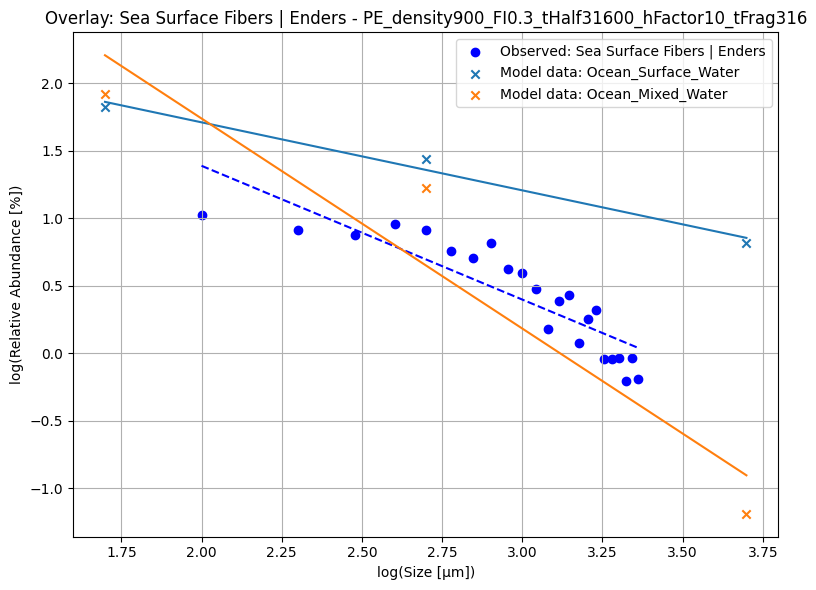 Overlay: Sea Surface Fibers | Enders - PE_density900_FI0.3_tHalf31600_hFactor10_tFrag316
Observed: Sea Surface Fibers | Enders
Model data: Ocean_Surface_Water
Model data: Ocean_Mixed_Water
log(Relative Abundance [%])
2.0
1.5
1.0
0.5
0.0
−0.5
−1.0
1.75 2.00 2.25 2.50 2.75 3.00 3.25 3.50 3.75
log(Size [μm])